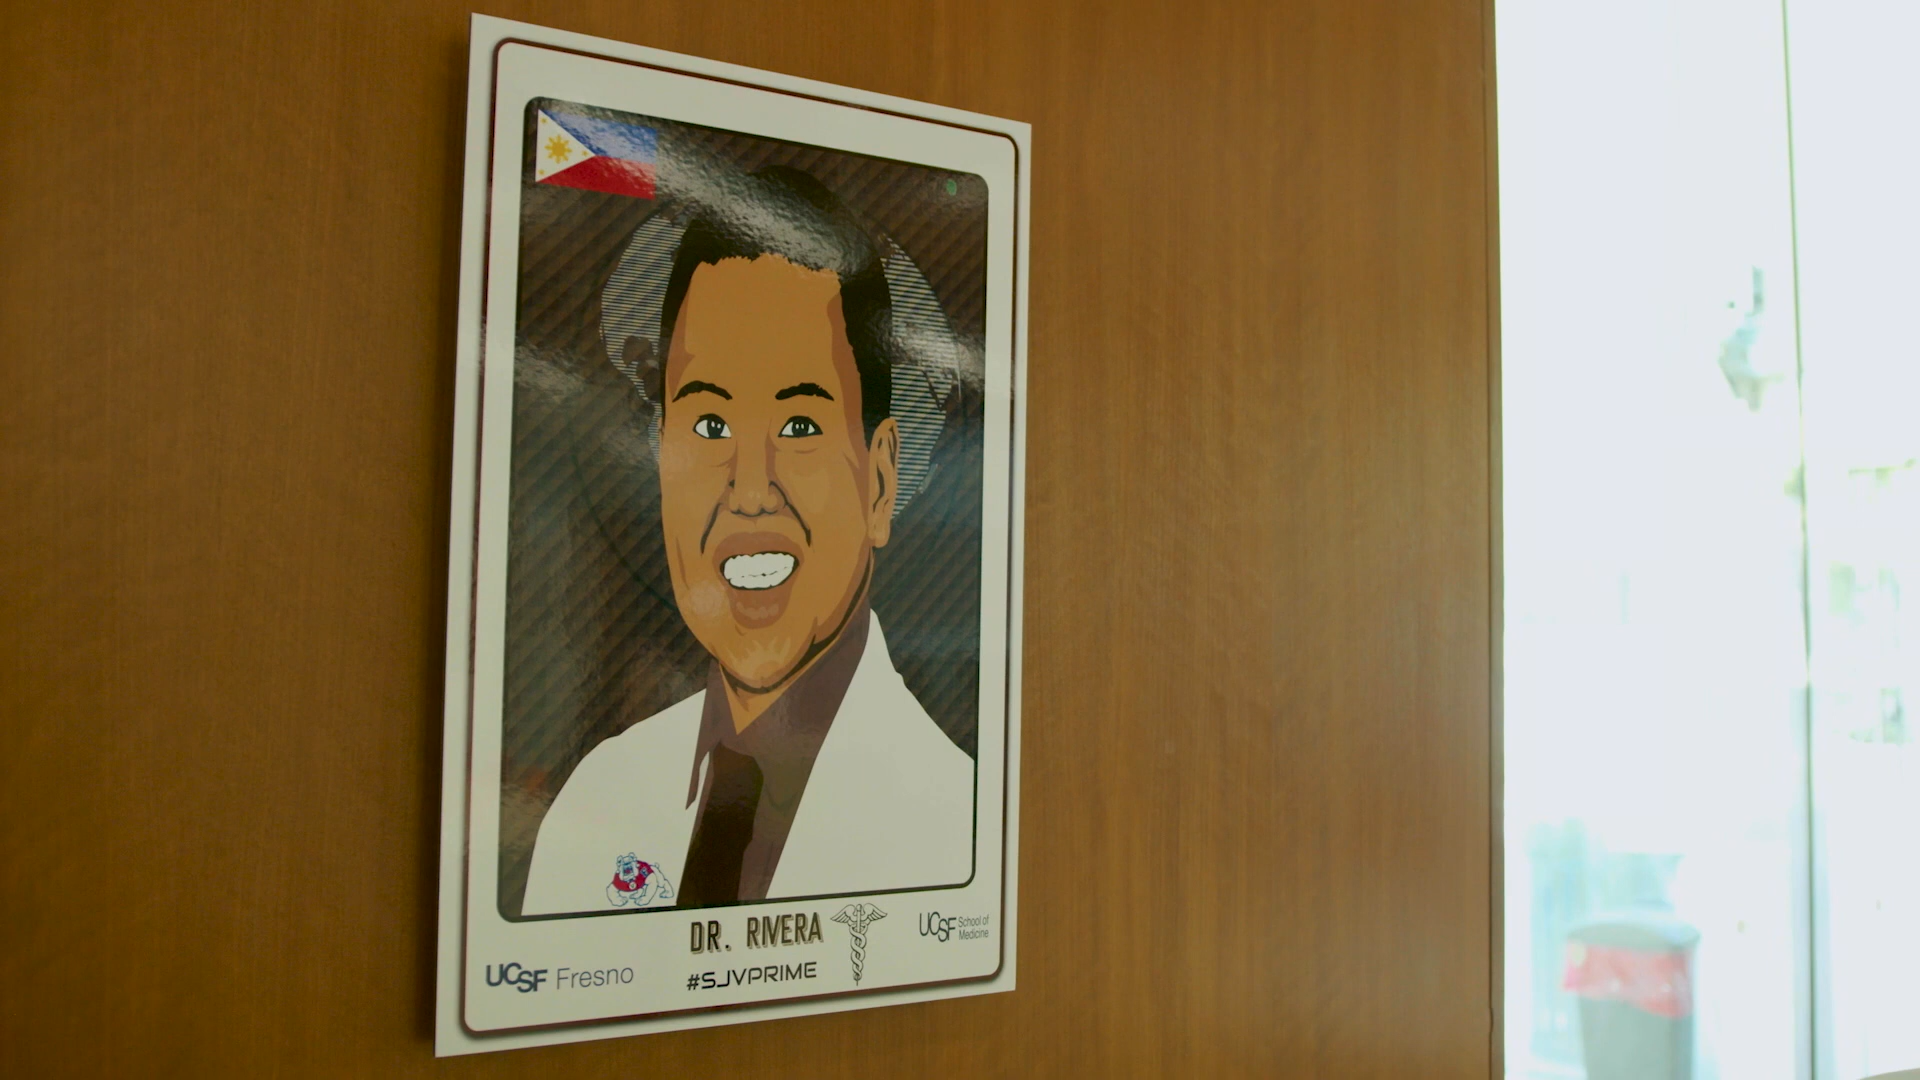 DR. RIVERA
UCSF School of
Medicine
UCSF Fresno
#SJVPRIME